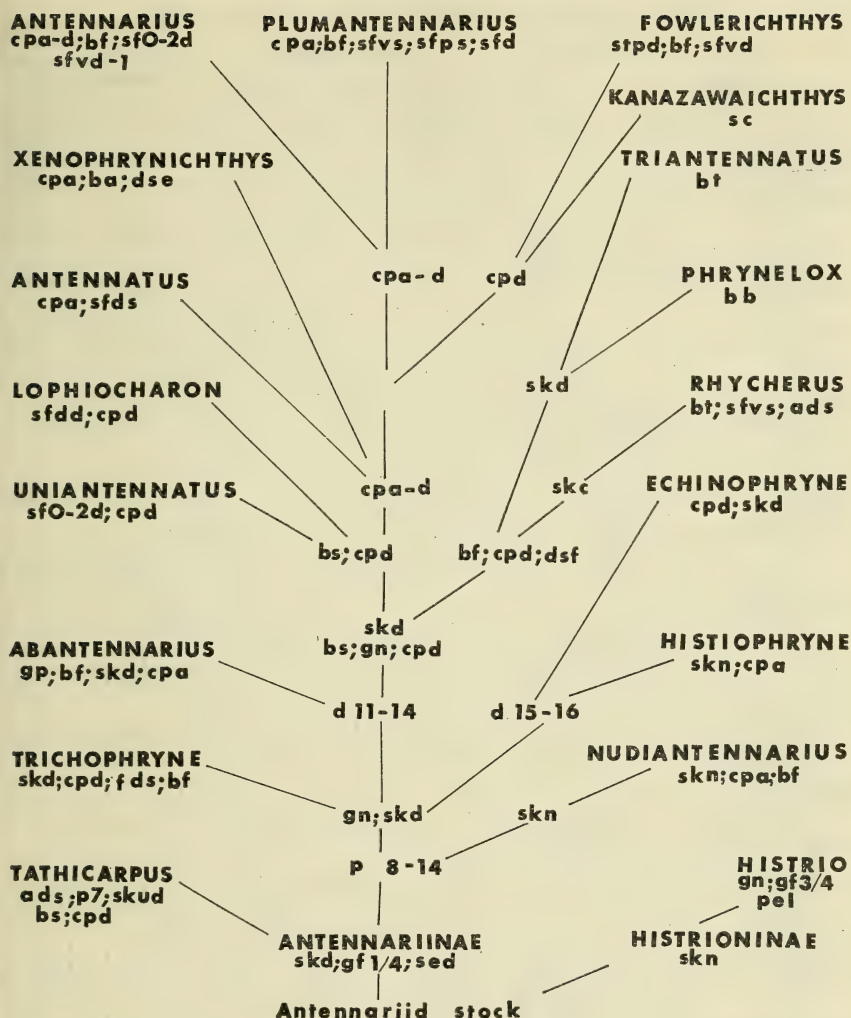 ANTENNARIUS
cpa-d;bf;sf0-2d
sfvd-1
PLUMANTENNARIUS
cpa;bf;sfvs;sfps;sfd
FOWLERICHTHYS
stpd;bf;sfvd
KANAZAWAICHTHYS
sc
XENOPHRYNICHTHYS
cpa;ba;dse
TRIANTENNATUS
bt
cpa-d
cpd
ANTENNATUS
cpa;sfds
PHRYNELOX
bb
LOPHIOCHARON
sfdd;cpd
skd
RHYCHERUS
bt;sfvs;ads
UNIANTENNATUS
sf0-2d;cpd
cpa-d
skc
ECHINOPHRYNE
cpd;skd
bs;cpd
bf;cpd;dsf
skd
bs;gn;cpd
ABANTENNARIUS
gp;bf;skd;cpa
HISTIOPHRYNE
skn;cpa
d 11-14
d 15-16
TRICHOPHRYNE
skd;cpd;fds;bf
NUDIANTENNARIUS
skn;cpa;bf
gn;skd
skn
p 8-14
TATHICARPUS
ads;p7;skud
bs;cpd
HISTRIO
gn;gf3/4
pel
ANTENNARIINAE
skd;gf1/4;sed
HISTRIONINAE
skn
Antennariid stock